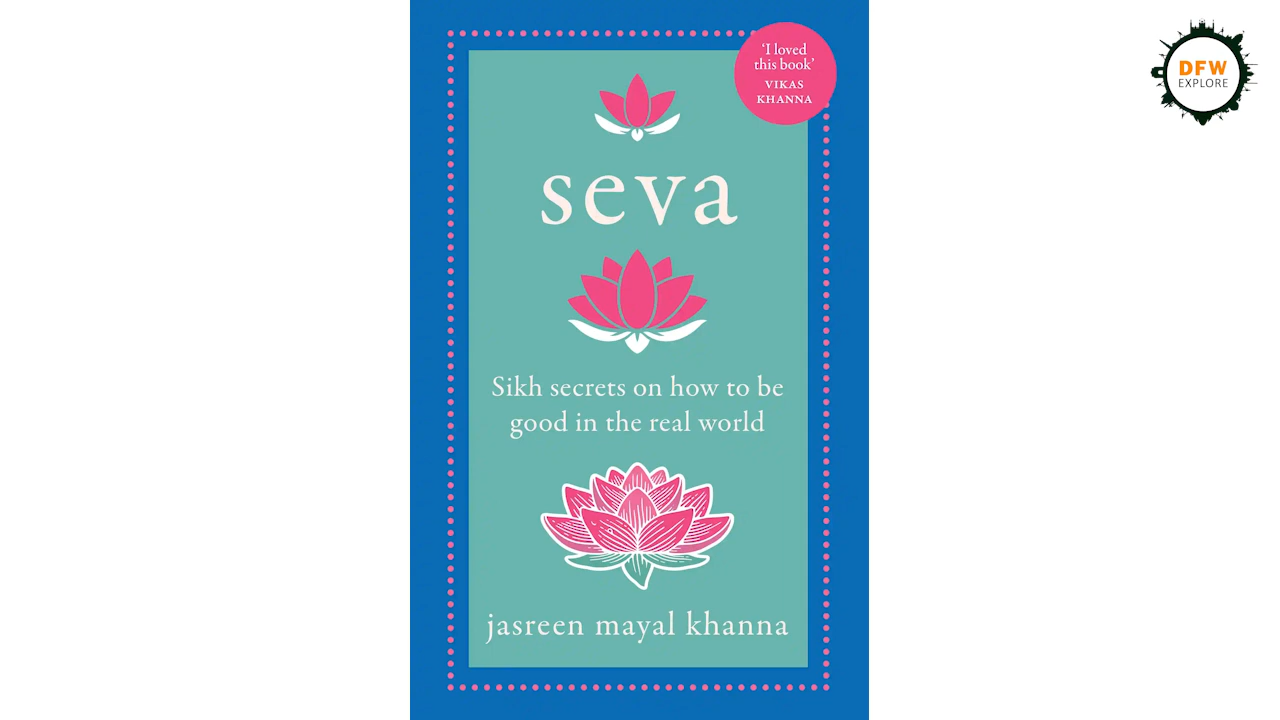 'I loved
this book'
VIKAS
KHANNA
seva
Sikh secrets on how to be
good in the real world
jasreen mayal khanna
DFW
EXPLORE